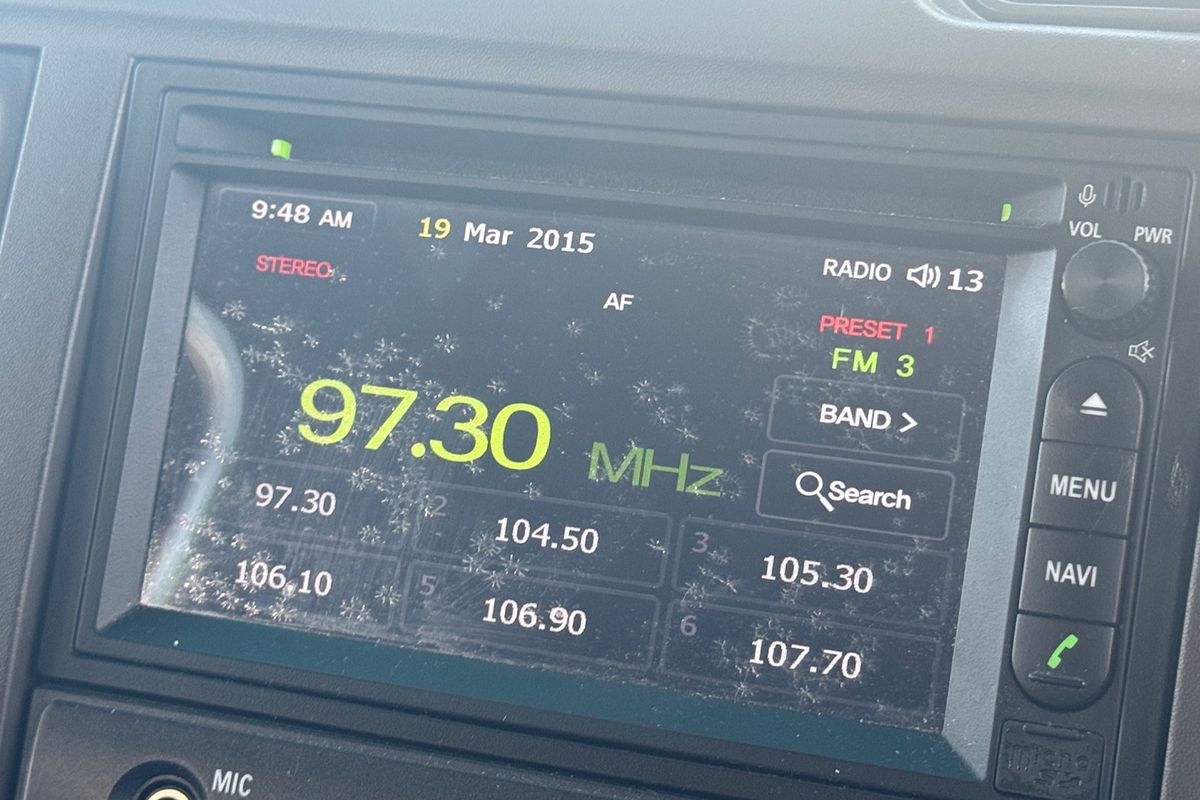 9:48 AM
19 Mar 2015
STEREO
RADIO 13
AF
PRESET 1
FM 3
97.30 MHz
BAND >
Search
97.30
2 104.50
3 105.30
106.10
5 106.90
6 107.70
VOL
PWR
MENU
NAVI
MIC